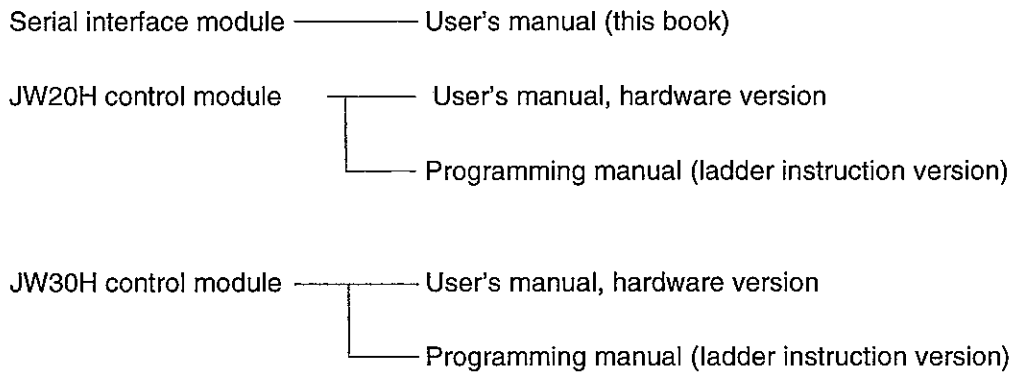 Serial interface module User's manual (this book)
JW20H control module User's manual, hardware version
Programming manual (ladder instruction version)
JW30H control module User's manual, hardware version
Programming manual (ladder instruction version)